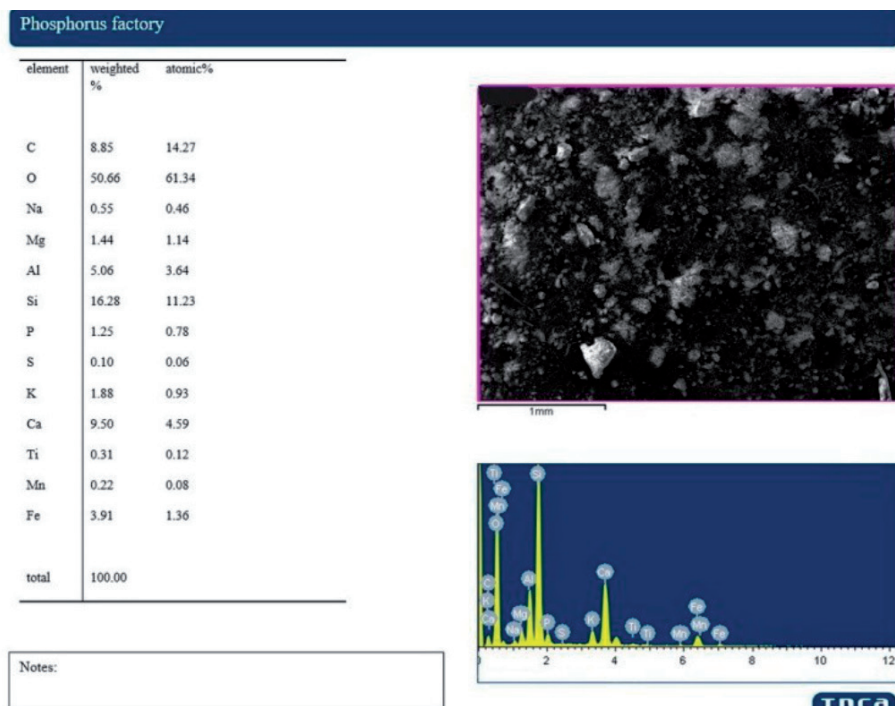 Phosphorus factory
element weighted % atomic%
C 8.85 14.27
O 50.66 61.34
Na 0.55 0.46
Mg 1.44 1.14
Al 5.06 3.64
Si 16.28 11.23
P 1.25 0.78
S 0.10 0.06
K 1.88 0.93
Ca 9.50 4.59
Ti 0.31 0.12
Mn 0.22 0.08
Fe 3.91 1.36
total 100.00
Notes:
1mm
Ti
Fe
Mn
O
Si
C
K
Ca
Na
Mg
Al
P
S
K
Ca
Ti
Ti
Mn
Fe
Mn
Fe
2 4 6 8 10 12